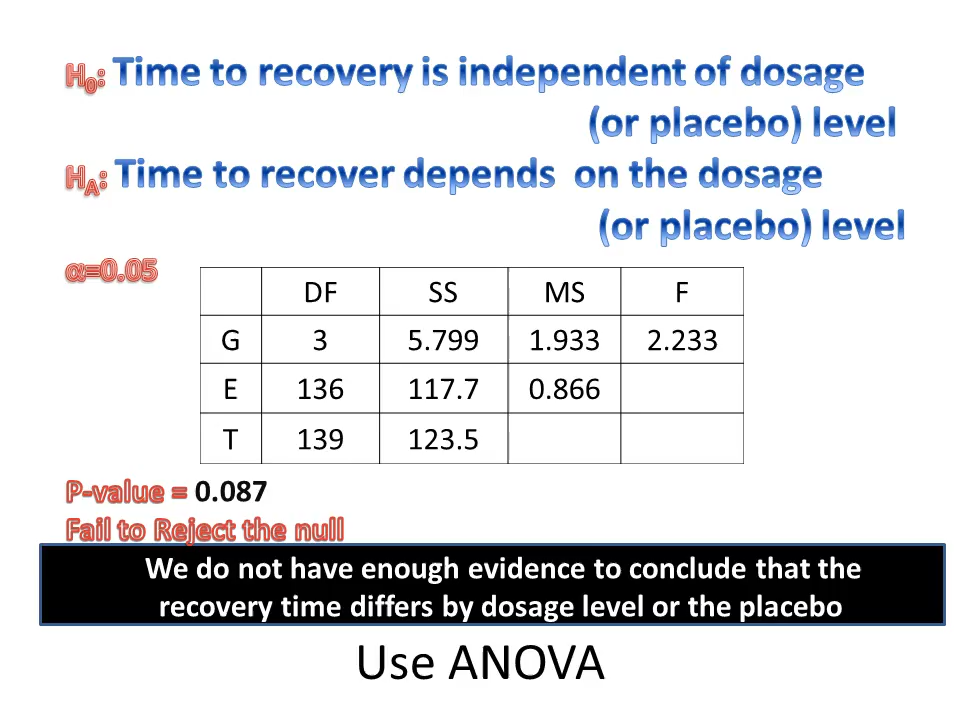 H0: Time to recovery is independent of dosage
(or placebo) level
HA: Time to recover depends on the dosage
(or placebo) level
α=0.05
DF SS MS F
G 3 5.799 1.933 2.233
E 136 117.7 0.866
T 139 123.5
P-value = 0.087
Fail to Reject the null
We do not have enough evidence to conclude that the
recovery time differs by dosage level or the placebo
Use ANOVA